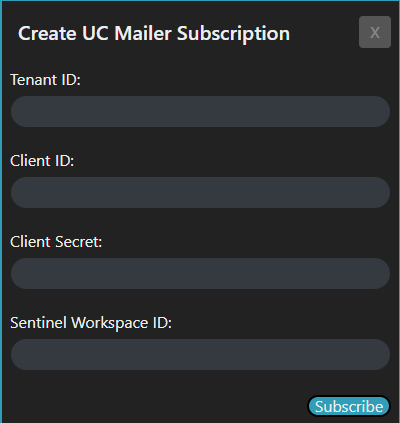 Create UC Mailer Subscription
X
Tenant ID:
Client ID:
Client Secret:
Sentinel Workspace ID:
Subscribe